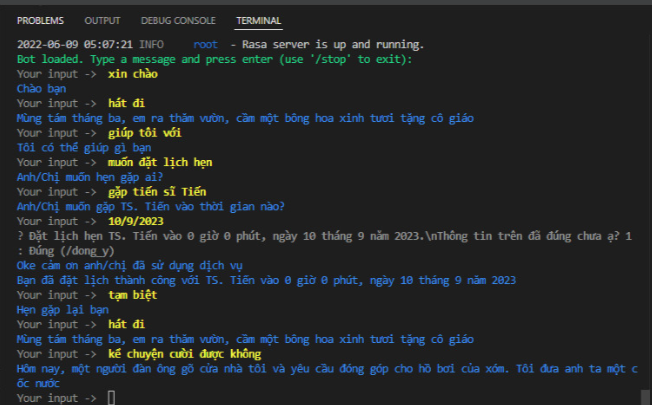 PROBLEMS OUTPUT DEBUG CONSOLE TERMINAL
2022-06-09 05:07:21 INFO root - Rasa server is up and running.
Bot loaded. Type a message and press enter (use '/stop' to exit):
Your input -> xin chào
Chào bạn
Your input -> hát đi
Mùng tám tháng ba, em ra thăm vườn, cầm một bông hoa xinh tươi tặng cô giáo
Your input -> giúp tôi với
Tôi có thể giúp gì bạn
Your input -> muốn đặt lịch hẹn
Anh/Chị muốn hẹn gặp ai?
Your input -> gặp tiến sĩ Tiến
Anh/Chị muốn gặp TS. Tiến vào thời gian nào?
Your input -> 10/9/2023
? Đặt lịch hẹn TS. Tiến vào 0 giờ 0 phút, ngày 10 tháng 9 năm 2023.\nThông tin trên đã đúng chưa ạ? 1
: Đúng (/dong_y)
Oke cảm ơn anh/chị đã sử dụng dịch vụ
Bạn đã đặt lịch thành công với TS. Tiến vào 0 giờ 0 phút, ngày 10 tháng 9 năm 2023
Your input -> tạm biệt
Hẹn gặp lại bạn
Your input -> hát đi
Mùng tám tháng ba, em ra thăm vườn, cầm một bông hoa xinh tươi tặng cô giáo
Your input -> kể chuyện cười được không
Hôm nay, một người đàn ông gõ cửa nhà tôi và yêu cầu đóng góp cho hồ bơi của xóm. Tôi đưa anh ta một c
ốc nước
Your input ->